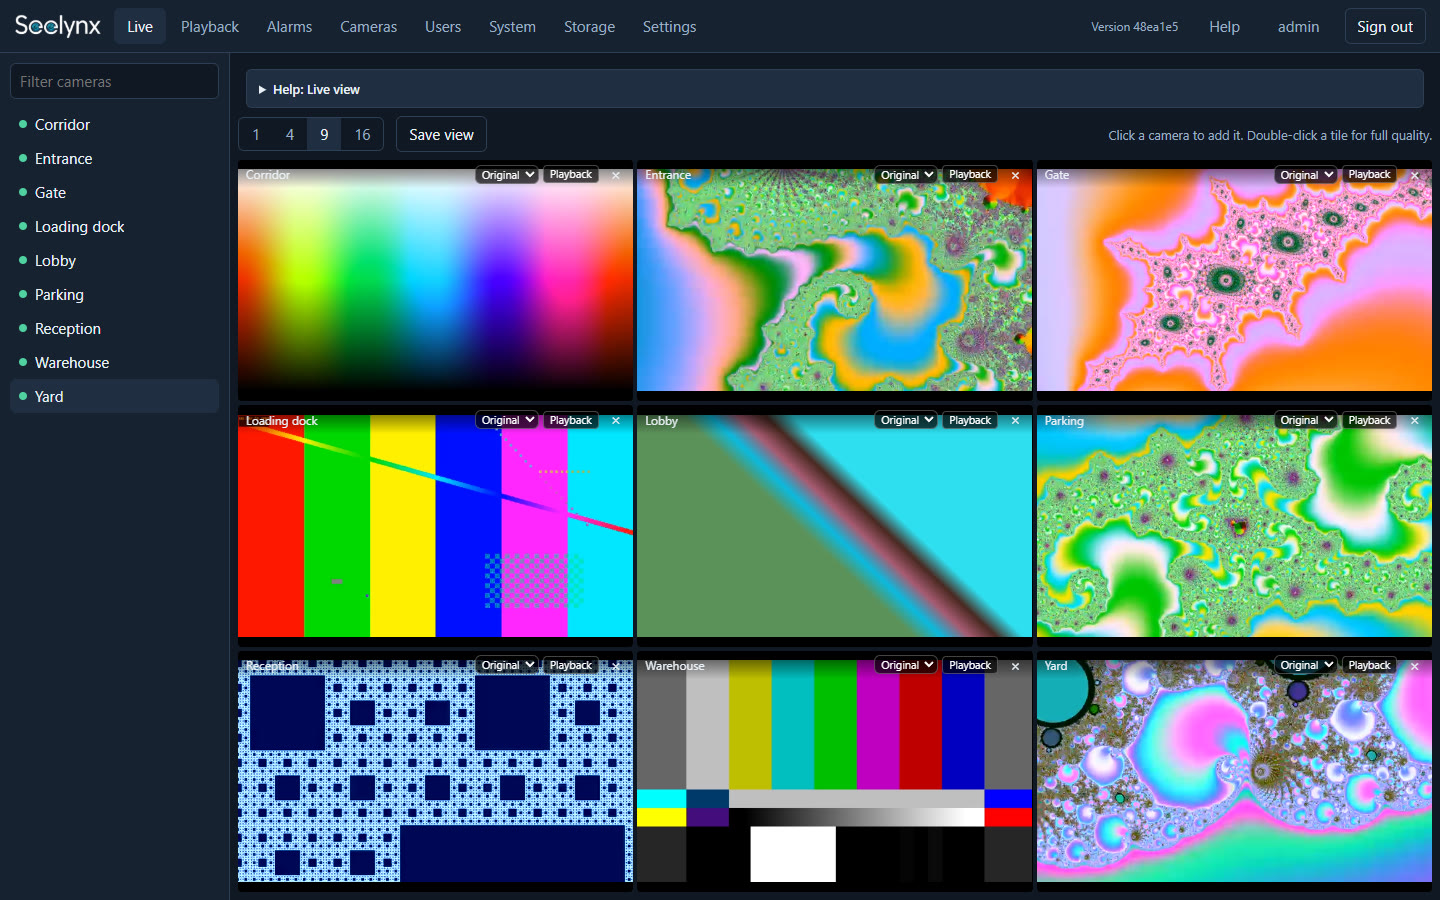 Seelynx Live Playback Alarms Cameras Users System Storage Settings Version 48ea1e5 Help admin Sign out
Filter cameras
Corridor
Entrance
Gate
Loading dock
Lobby
Parking
Reception
Warehouse
Yard
Help: Live view
1 4 9 16 Save view Click a camera to add it. Double-click a tile for full quality.
Corridor Original Playback ×
Entrance Original Playback ×
Gate Original Playback ×
Loading dock Original Playback ×
Lobby Original Playback ×
Parking Original Playback ×
Reception Original Playback ×
Warehouse Original Playback ×
Yard Original Playback ×